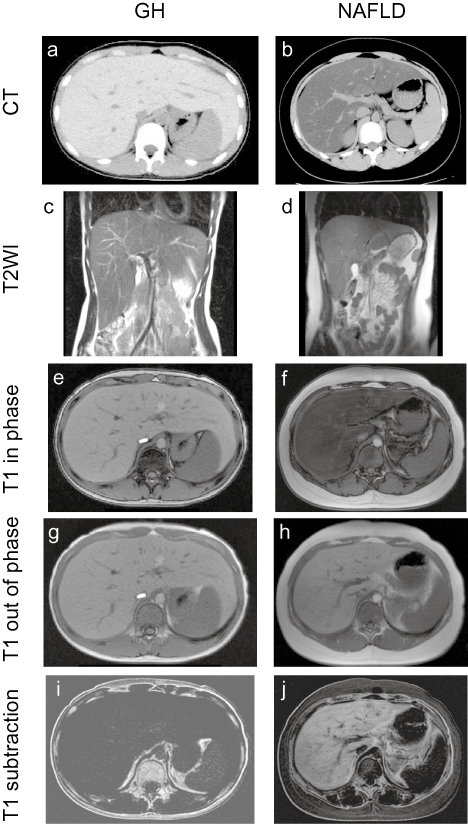 GH NAFLD
CT
a b
T2WI
c d
T1 in phase
e f
T1 out of phase
g h
T1 subtraction
i j